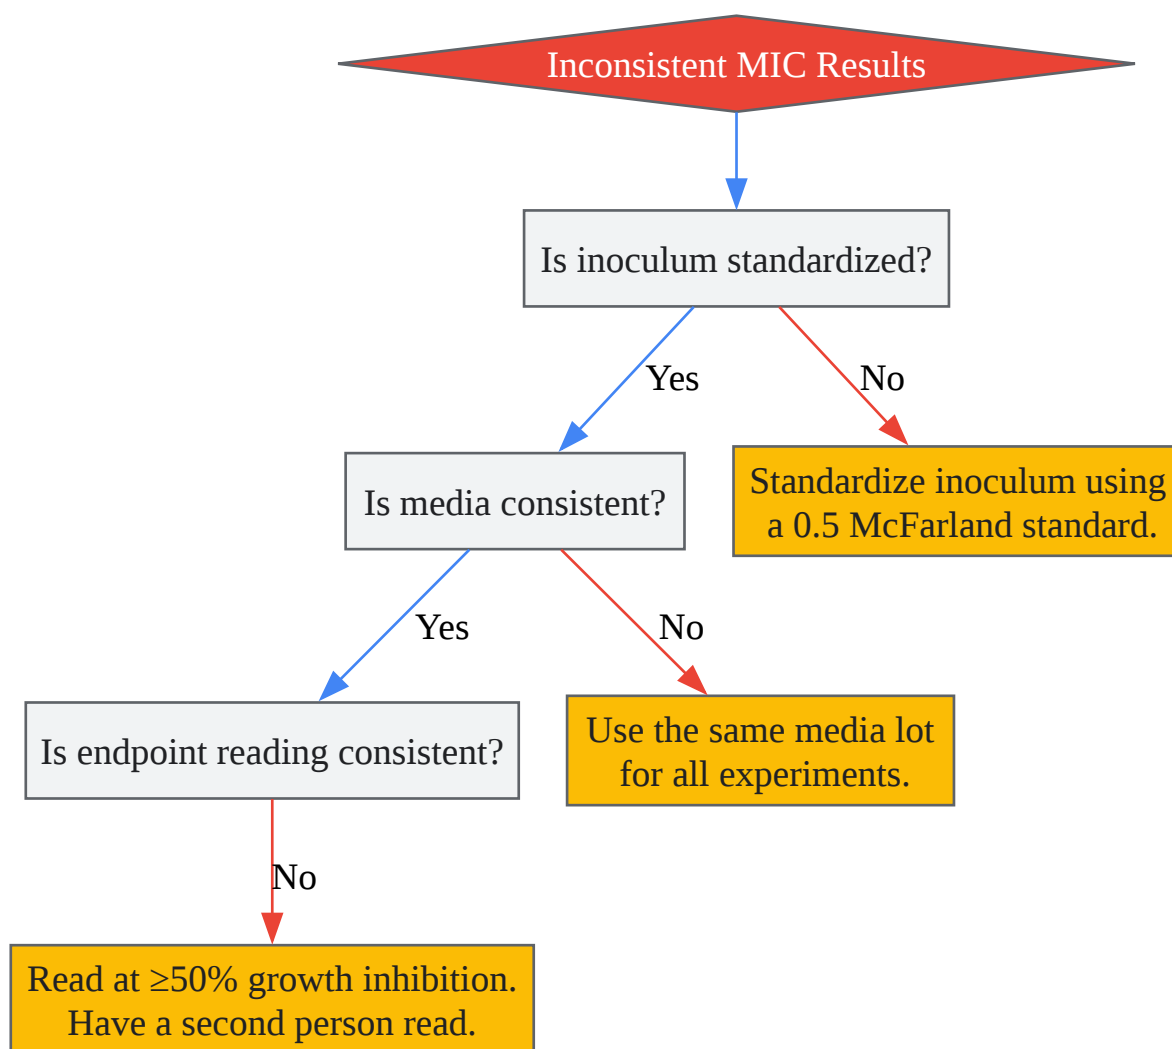 Inconsistent MIC Results
Is inoculum standardized?
Yes
No
Is media consistent?
Standardize inoculum using
a 0.5 McFarland standard.
Yes
No
Is endpoint reading consistent?
Use the same media lot
for all experiments.
No
Read at ≥50% growth inhibition.
Have a second person read.